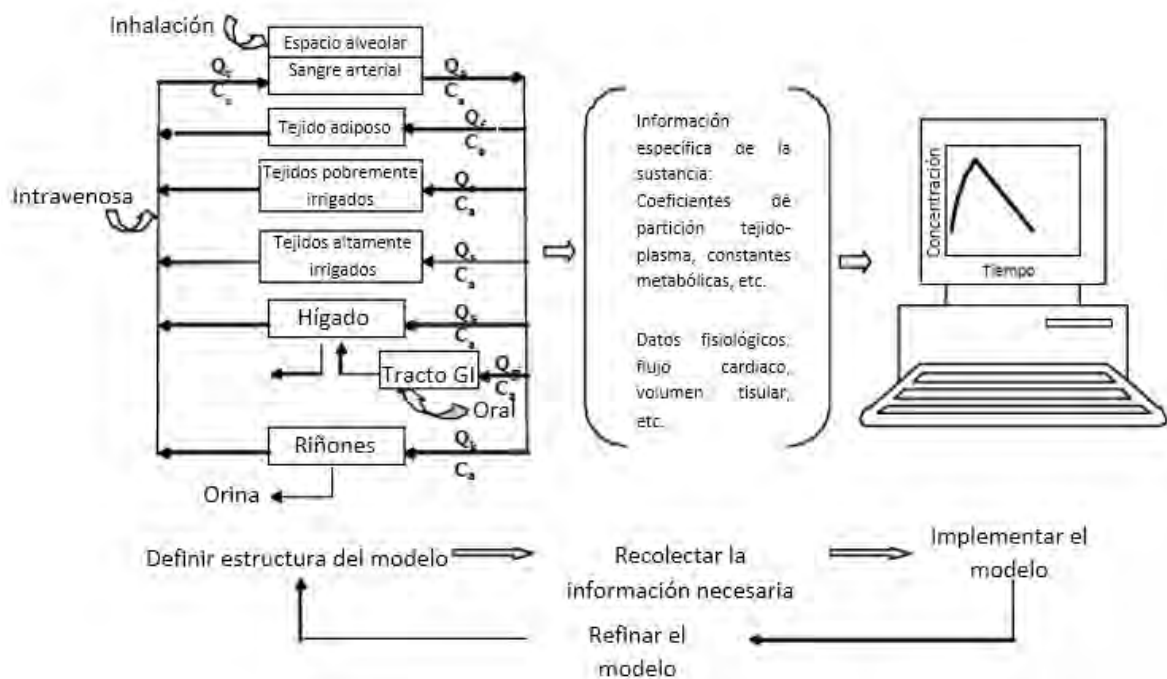 Inhalación
Espacio alveolar
Sangre arterial
Q
C
Q
C a
Tejido adiposo
Q
C a
Intravenosa
Tejidos pobremente
irrigados
Q
C a
Tejidos altamente
irrigados
Q
C a
Hígado
Q
C a
Tracto GI
Q
C a
Oral
Riñones
Q k
C a
Orina
Información
específica de la
sustancia:
Coeficientes de
partición tejido-
plasma, constantes
metabólicas, etc.
Datos fisiológicos:
flujo cardiaco,
volumen tisular,
etc.
Concentración
Tiempo
Definir estructura del modelo
Recolectar la
información necesaria
Implementar el
modelo
Refinar el
modelo